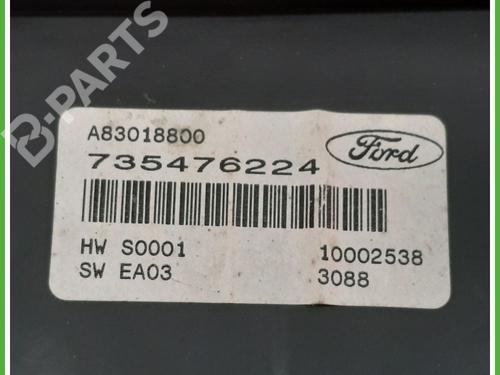 B-PARTS
A83018800
Ford
735476224
HW S0001 10002538
SW EA03 3088